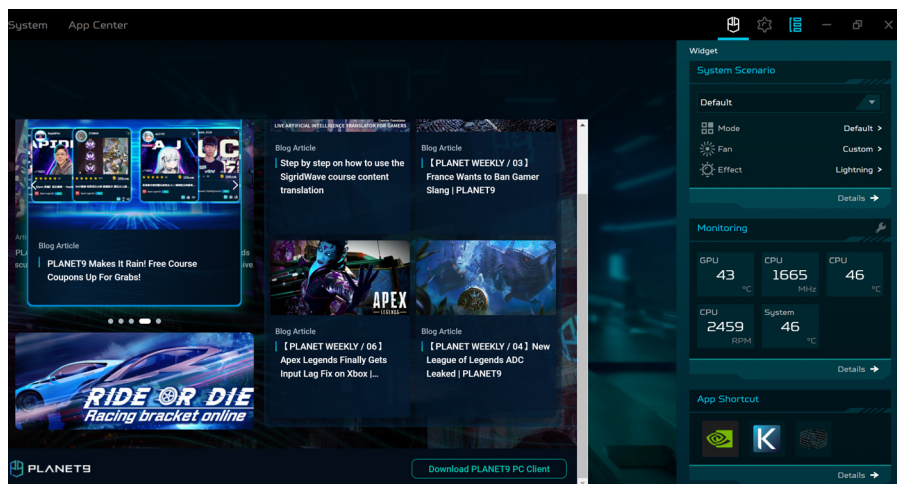 System App Center
Widget
System Scenario
Default
Mode Default >
Fan Custom >
Effect Lightning >
Details →
Monitoring
GPU
43
°C
CPU
1665
MHz
CPU
46
°C
CPU
2459
RPM
System
46
°C
Details →
App Shortcut
Details →
Blog Article
PLANET9 Makes It Rain! Free Course
Coupons Up For Grabs!
LIVE ARTIFICIAL INTELLIGENCE TRANSLATOR FOR GAMERS
Blog Article
Step by step on how to use the
SigridWave course content
translation
Blog Article
【PLANET WEEKLY / 03】
France Wants to Ban Gamer
Slang | PLANET9
RIDE OR DIE
Racing bracket online
APEX
LEGENDS
Blog Article
【PLANET WEEKLY / 06】
Apex Legends Finally Gets
Input Lag Fix on Xbox |...
Blog Article
【PLANET WEEKLY / 04】New
League of Legends ADC
Leaked | PLANET9
PLANET9
Download PLANET9 PC Client